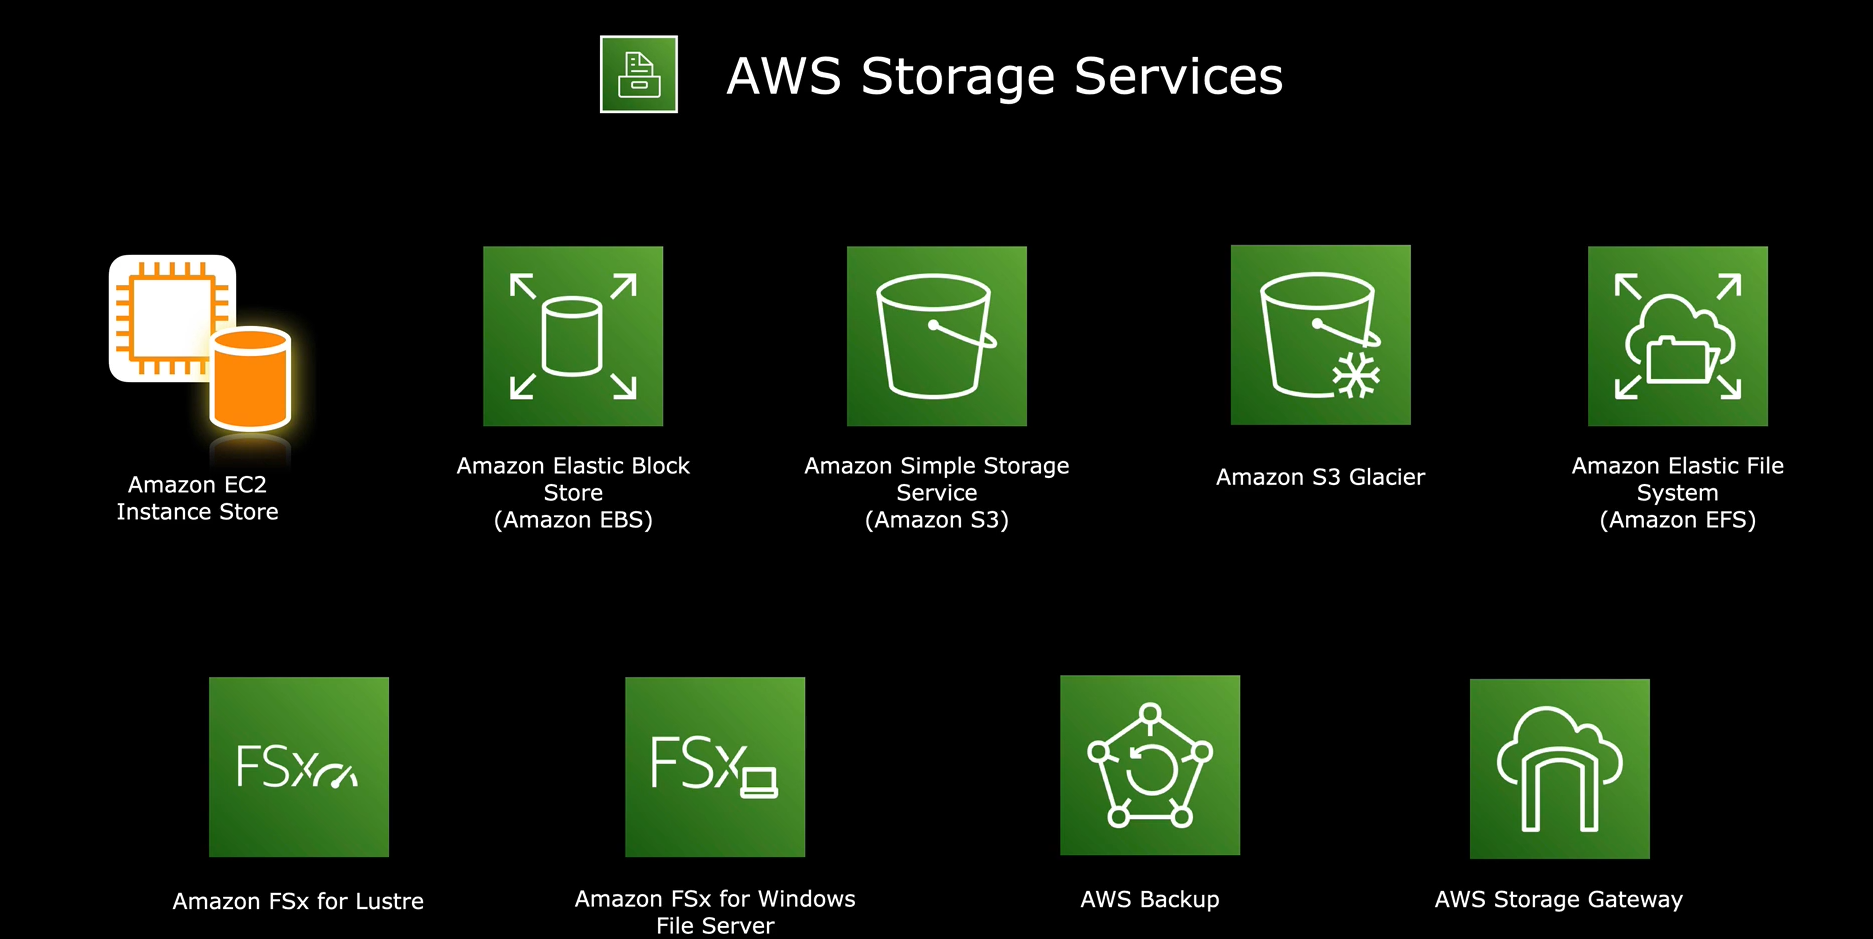 AWS Storage Services
Amazon EC2
Instance Store
Amazon Elastic Block
Store
(Amazon EBS)
Amazon Simple Storage
Service
(Amazon S3)
Amazon S3 Glacier
Amazon Elastic File
System
(Amazon EFS)
FSx
Amazon FSx for Lustre
FSx
Amazon FSx for Windows
File Server
AWS Backup
AWS Storage Gateway